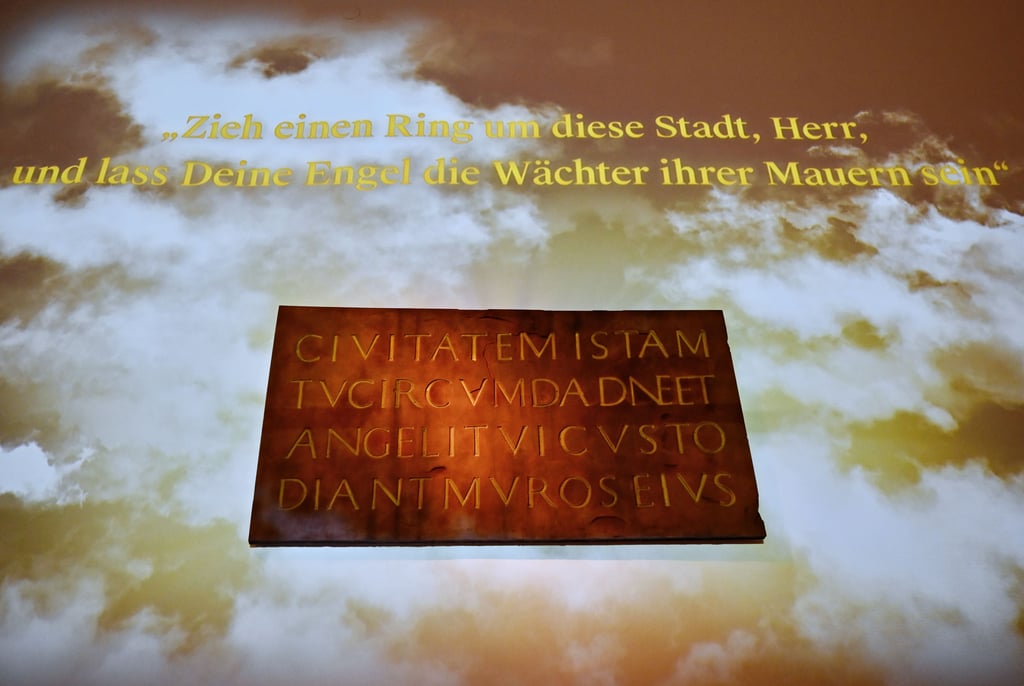 „Zieh einen Ring um diese Stadt, Herr,
und lass Deine Engel die Wächter ihrer Mauern sein“
CIVITATEM ISTAM
TVCIRCVMDADNEET
ANGELITVICVSTO
DIANTMVROSEIVS